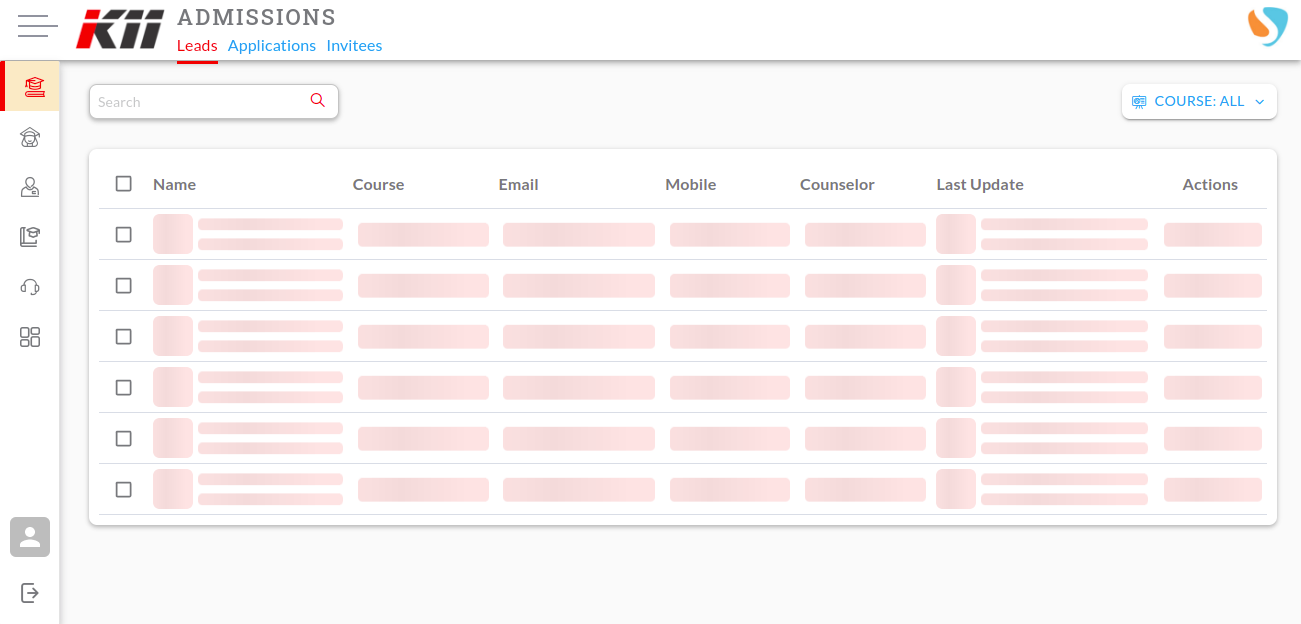 KII ADMISSIONS
Leads Applications Invitees
Search
COURSE: ALL
Name Course Email Mobile Counselor Last Update Actions